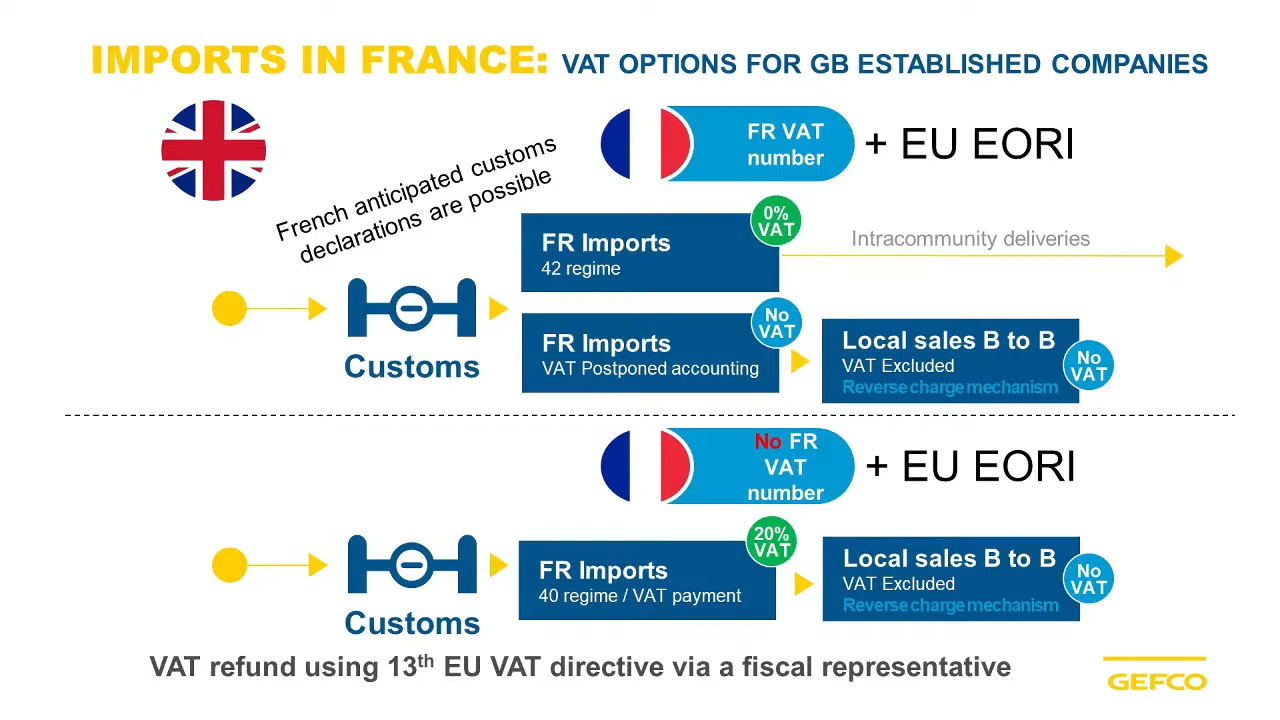 IMPORTS IN FRANCE: VAT OPTIONS FOR GB ESTABLISHED COMPANIES
FR VAT
number
+ EU EORI
French anticipated customs
declarations are possible
0%
VAT
FR Imports
42 regime
Intracommunity deliveries
Customs
No
VAT
FR Imports
VAT Postponed accounting
Local sales B to B
VAT Excluded
Reverse charge mechanism
No
VAT
No FR
VAT
number
+ EU EORI
Customs
20%
VAT
FR Imports
40 regime / VAT payment
Local sales B to B
VAT Excluded
Reverse charge mechanism
No
VAT
VAT refund using 13th EU VAT directive via a fiscal representative
GEFCO